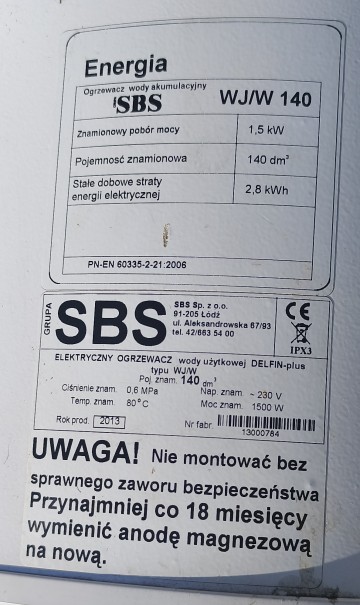 Energia
Ogrzewacz wody akumulacyjny
SBS WJ/W 140
Znamionowy pobór mocy 1,5 kW
Pojemność znamionowa 140 dm³
Stałe dobowe straty 2,8 kWh
energii elektrycznej
PN-EN 60335-2-21:2006
GRUPA
SBS
SBS Sp. z o.o.
91-205 Łódź
ul. Aleksandrowska 67/93
tel. 42/663 54 00
CE
IPX3
ELEKTRYCZNY OGRZEWACZ wody użytkowej DELFIN-plus
typu WJ/W
Poj. znam. 140 dm³
Ciśnienie znam. 0,6 MPa Nap. znam. ~ 230 V
Temp. znam. 80°C Moc znam. 1500 W
Rok prod. 2013 Nr fabr.
13000764
UWAGA! Nie montować bez
sprawnego zaworu bezpieczeństwa
Przynajmniej co 18 miesięcy
wymienić anodę magnezową
na nową.